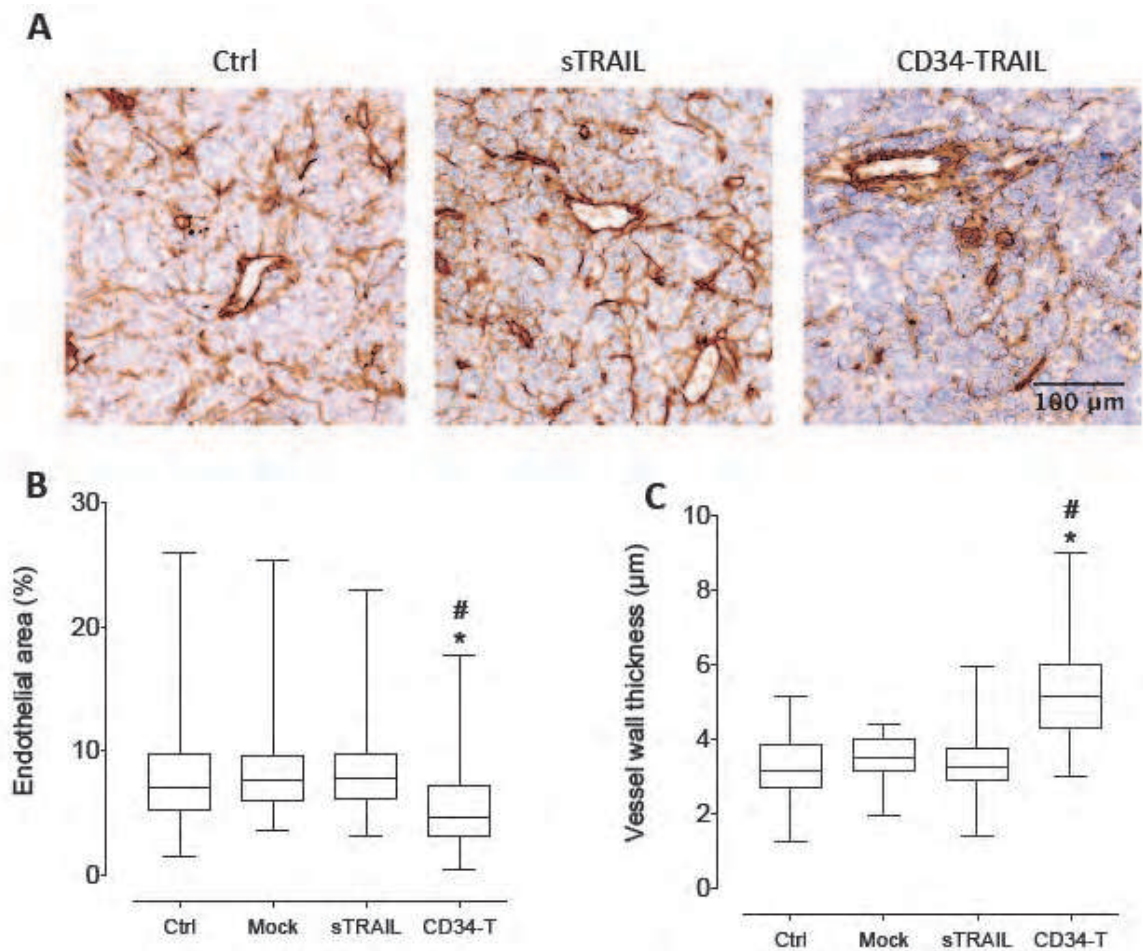 A
Ctrl
sTRAIL
CD34-TRAIL
100 µm
B
Endothelial area (%)
30
20
10
0
Ctrl
Mock
sTRAIL
CD34-T
#
*
C
Vessel wall thickness (µm)
10
8
6
4
2
0
Ctrl
Mock
sTRAIL
CD34-T
#
*